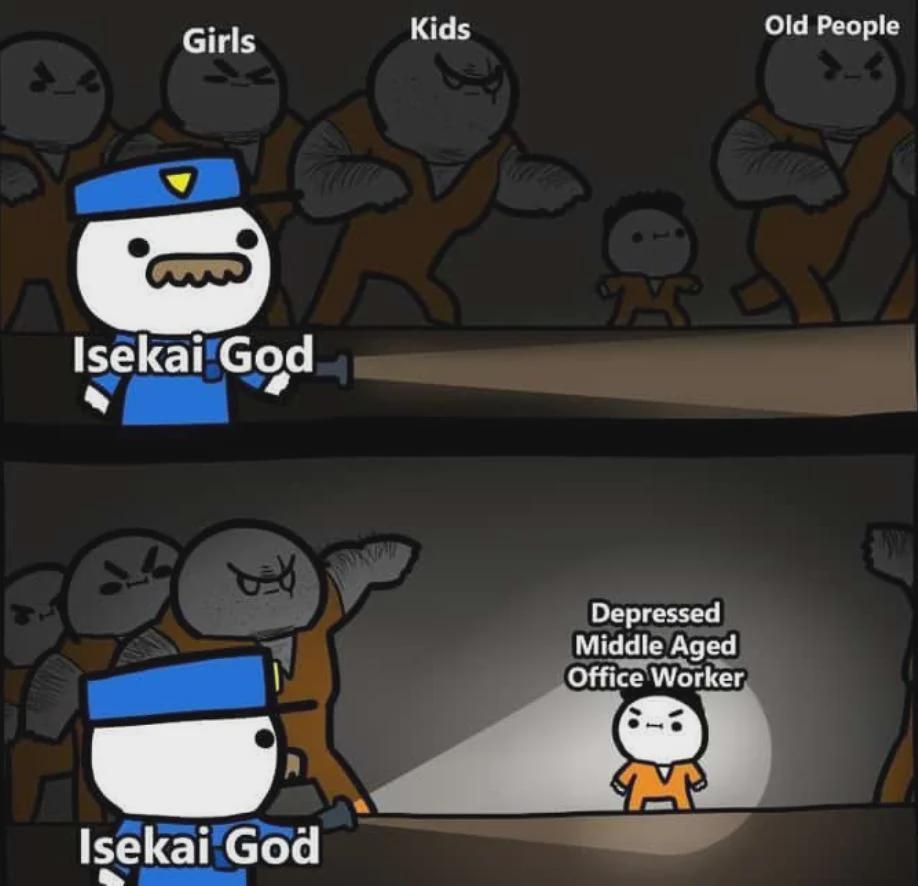 Girls
Kids
Old People
Isekai God
Depressed
Middle Aged
Office Worker
Isekai God